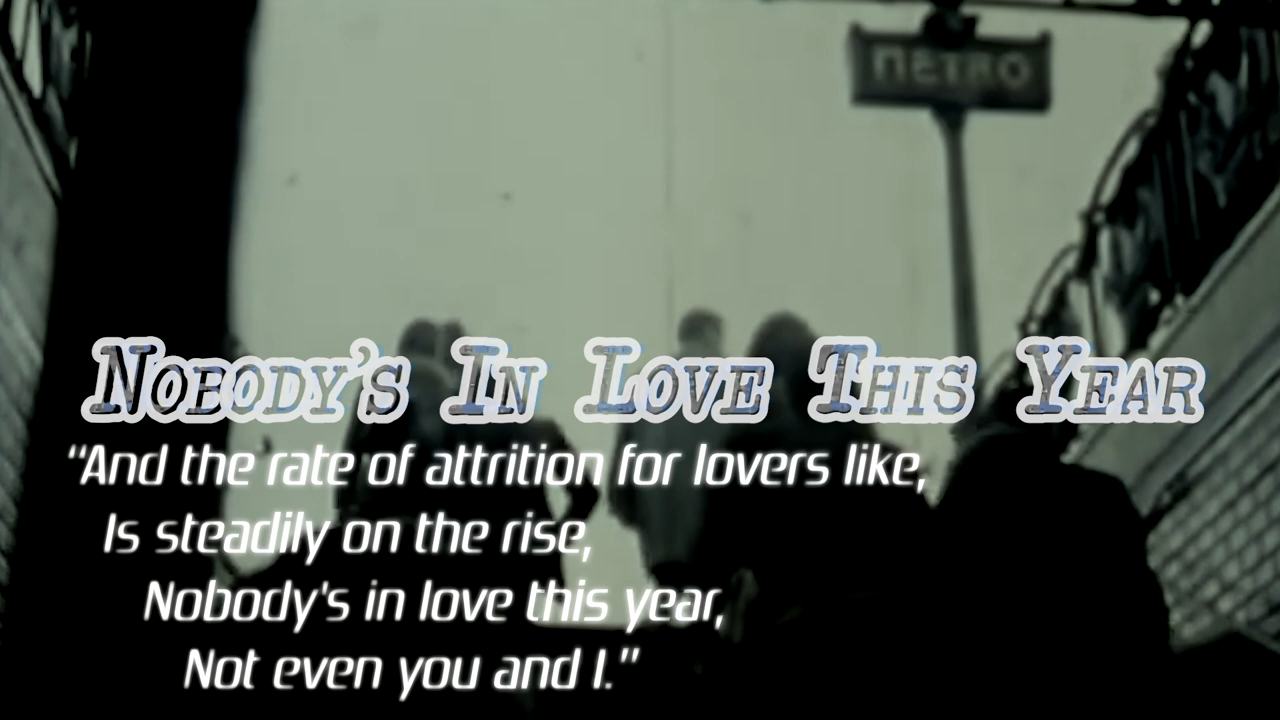 METRO
Nobody's In Love This Year
“And the rate of attrition for lovers like,
Is steadily on the rise,
Nobody's in love this year,
Not even you and I.”